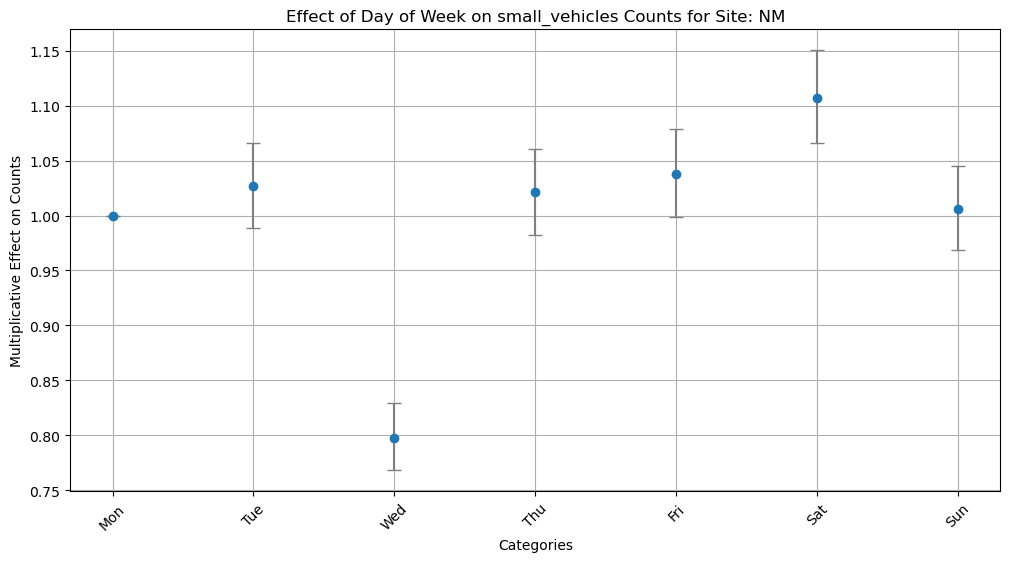 Effect of Day of Week on small_vehicles Counts for Site: NM
Multiplicative Effect on Counts
1.15
1.10
1.05
1.00
0.95
0.90
0.85
0.80
0.75
Mon
Tue
Wed
Thu
Fri
Sat
Sun
Categories